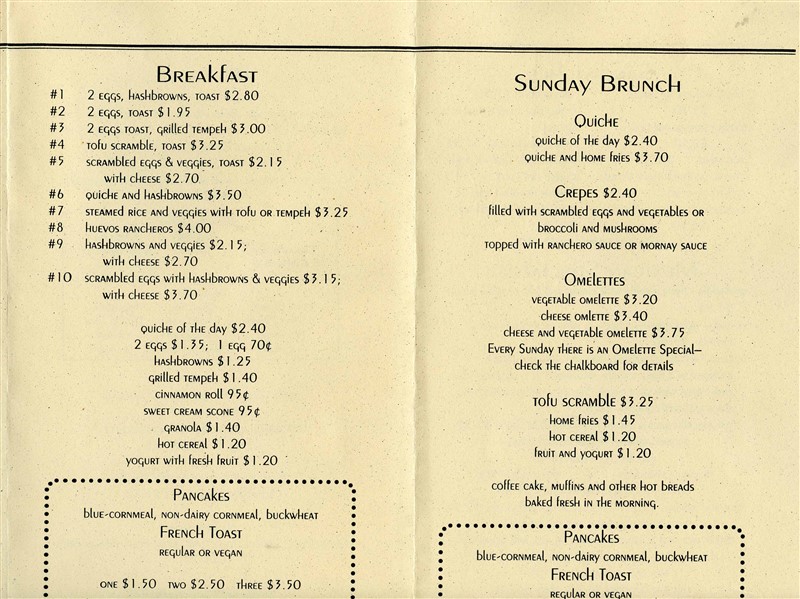 Breakfast
#1 2 eggs, hashbrowns, toast $2.80
#2 2 eggs, toast $1.95
#3 2 eggs toast, grilled tempeh $3.00
#4 tofu scramble, toast $3.25
#5 scrambled eggs & veggies, toast $2.15
with cheese $2.70
#6 quiche and hashbrowns $3.50
#7 steamed rice and veggies with tofu or tempeh $3.25
#8 huevos rancheros $4.00
#9 hashbrowns and veggies $2.15;
with cheese $2.70
#10 scrambled eggs with hashbrowns & veggies $3.15;
with cheese $3.70
quiche of the day $2.40
2 eggs $1.35; 1 egg 70¢
hashbrowns $1.25
grilled tempeh $1.40
cinnamon roll 95¢
sweet cream scone 95¢
granola $1.40
hot cereal $1.20
yogurt with fresh fruit $1.20
Pancakes
blue-cornmeal, non-dairy cornmeal, buckwheat
French Toast
regular or vegan
one $1.50 two $2.50 three $3.50
Sunday Brunch
Quiche
quiche of the day $2.40
quiche and home fries $3.70
Crepes $2.40
filled with scrambled eggs and vegetables or
broccoli and mushrooms
topped with ranchero sauce or mornay sauce
Omelettes
vegetable omelette $3.20
cheese omlette $3.40
cheese and vegetable omelette $3.75
Every Sunday there is an Omelette Special–
check the chalkboard for details
tofu scramble $3.25
home fries $1.45
hot cereal $1.20
fruit and yogurt $1.20
coffee cake, muffins and other hot breads
baked fresh in the morning.
Pancakes
blue-cornmeal, non-dairy cornmeal, buckwheat
French Toast
regular or vegan